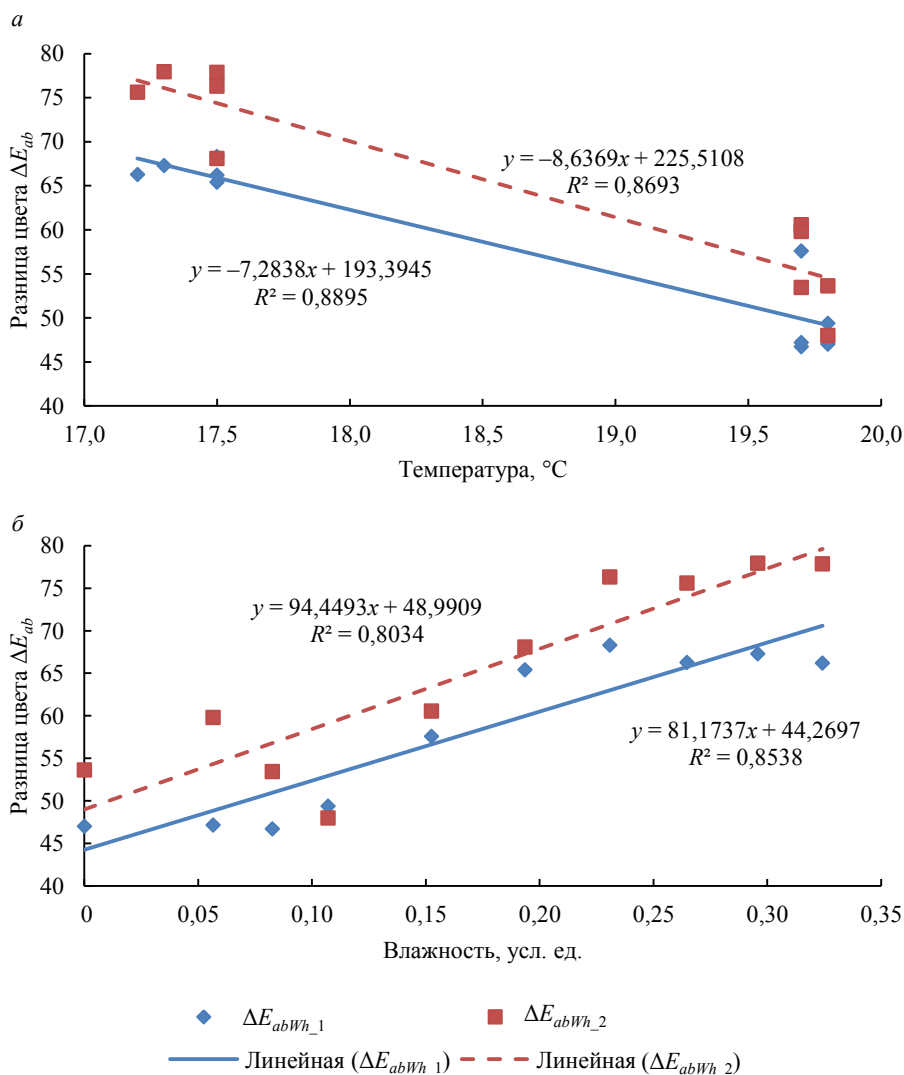 а
80
75
70
65
60
55
50
45
40
Разница цвета ΔE_ab
y = –8,6369x + 225,5108
R² = 0,8693
y = –7,2838x + 193,3945
R² = 0,8895
17,0 17,5 18,0 18,5 19,0 19,5 20,0
Температура, °C
б
80
75
70
65
60
55
50
45
40
Разница цвета ΔE_ab
y = 94,4493x + 48,9909
R² = 0,8034
y = 81,1737x + 44,2697
R² = 0,8538
0 0,05 0,10 0,15 0,20 0,25 0,30 0,35
Влажность, усл. ед.
ΔE_abWh_1 ΔE_abWh_2
Линейная (ΔE_abWh_1) Линейная (ΔE_abWh_2)